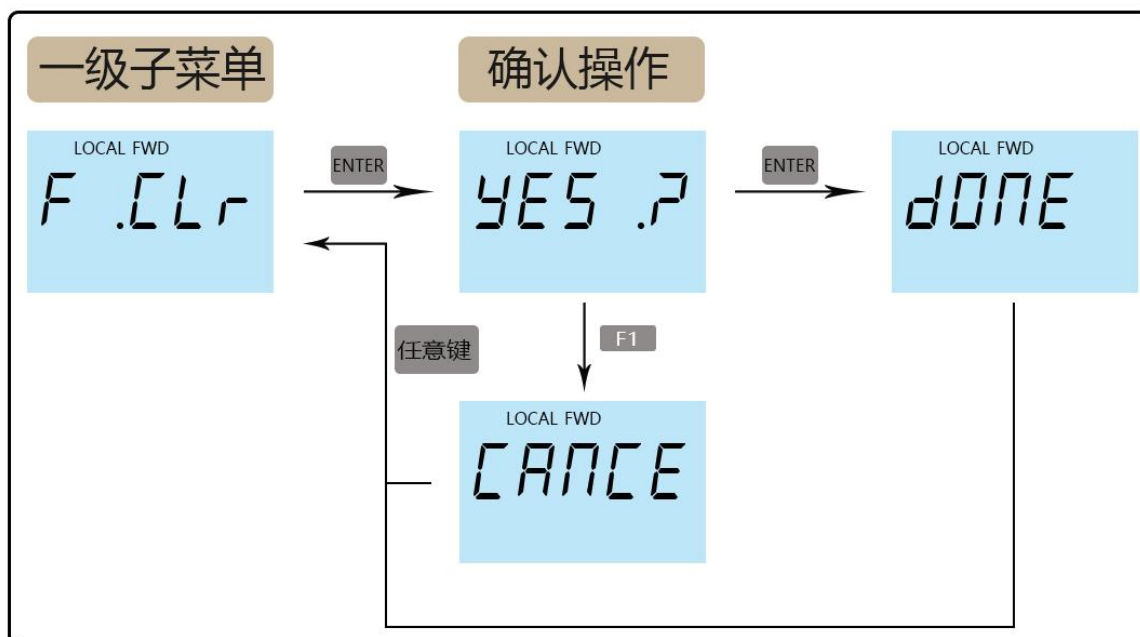 一级子菜单
确认操作
LOCAL FWD
F .CLr
ENTER
LOCAL FWD
YES .?
ENTER
LOCAL FWD
dONE
任意键
F1
LOCAL FWD
CANCE